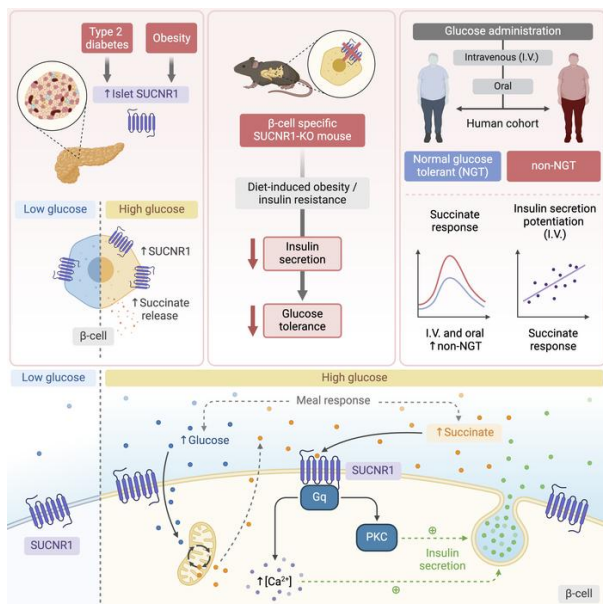 Type 2
diabetes
Obesity
↑Islet SUCNR1
Low glucose
High glucose
↑SUCNR1
↑Succinate
release
β-cell
β-cell specific
SUCNR1-KO mouse
Diet-induced obesity /
insulin resistance
Insulin
secretion
Glucose
tolerance
Glucose administration
Intravenous (I.V.)
Oral
Human cohort
Normal glucose
tolerant (NGT)
non-NGT
Succinate
response
I.V. and oral
↑non-NGT
Insulin secretion
potentiation
(I.V.)
Succinate
response
Low glucose
High glucose
Meal response
↑Glucose
↑Succinate
SUCNR1
Gq
PKC
SUCNR1
Insulin
secretion
↑[Ca²⁺]
β-cell